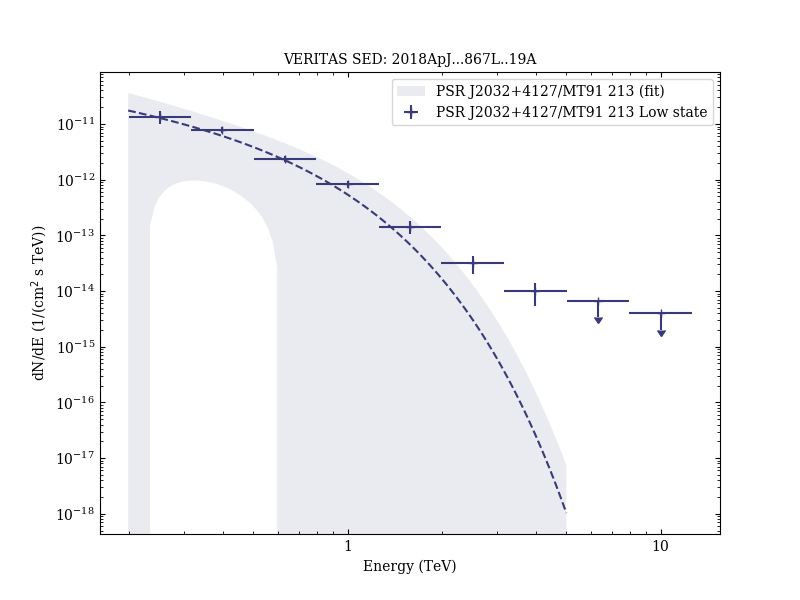 VERITAS SED: 2018ApJ...867L..19A
PSR J2032+4127/MT91 213 (fit)
PSR J2032+4127/MT91 213 Low state
dN/dE (1/(cm² s TeV))
10⁻¹¹
10⁻¹²
10⁻¹³
10⁻¹⁴
10⁻¹⁵
10⁻¹⁶
10⁻¹⁷
10⁻¹⁸
1
10
Energy (TeV)